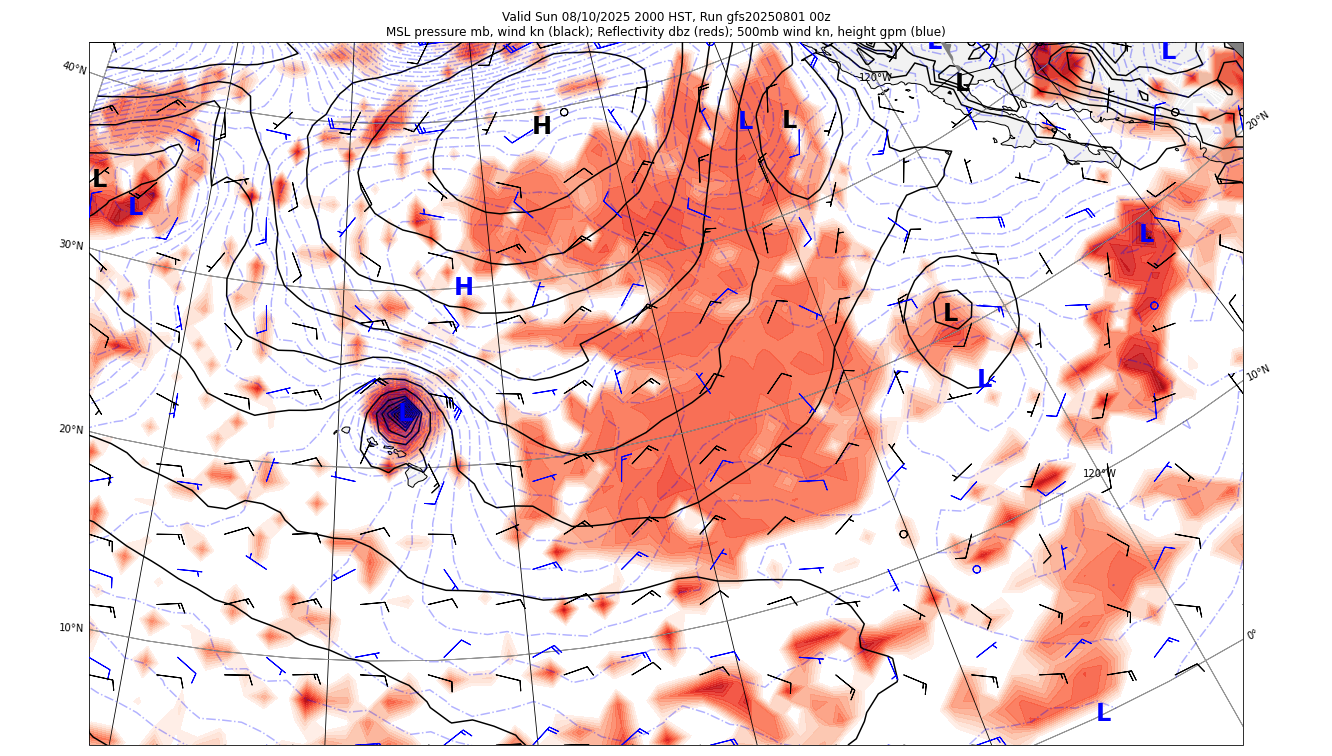 Valid Sun 08/10/2025 2000 HST, Run gfs20250801 00z
MSL pressure mb, wind kn (black); Reflectivity dbz (reds); 500mb wind kn, height gpm (blue)
L
L
40°N
120°W
L
H
L
L
20°N
L
L
L
30°N
H
L
L
10°N
L
20°N
120°W
10°N
0°
L